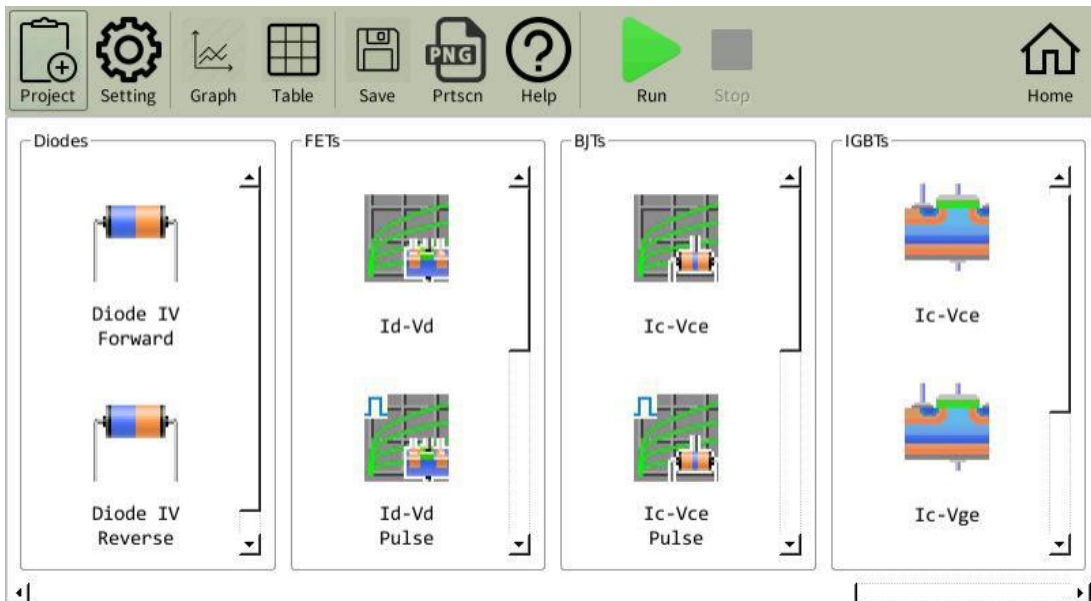 PNG
Project
Setting
Graph
Table
Save
Prtscn
Help
Run
Stop
Home
Diodes
Diode IV
Forward
Diode IV
Reverse
FETs
Id-Vd
Id-Vd
Pulse
BJTs
Ic-Vce
Ic-Vce
Pulse
IGBTs
Ic-Vce
Ic-Vge